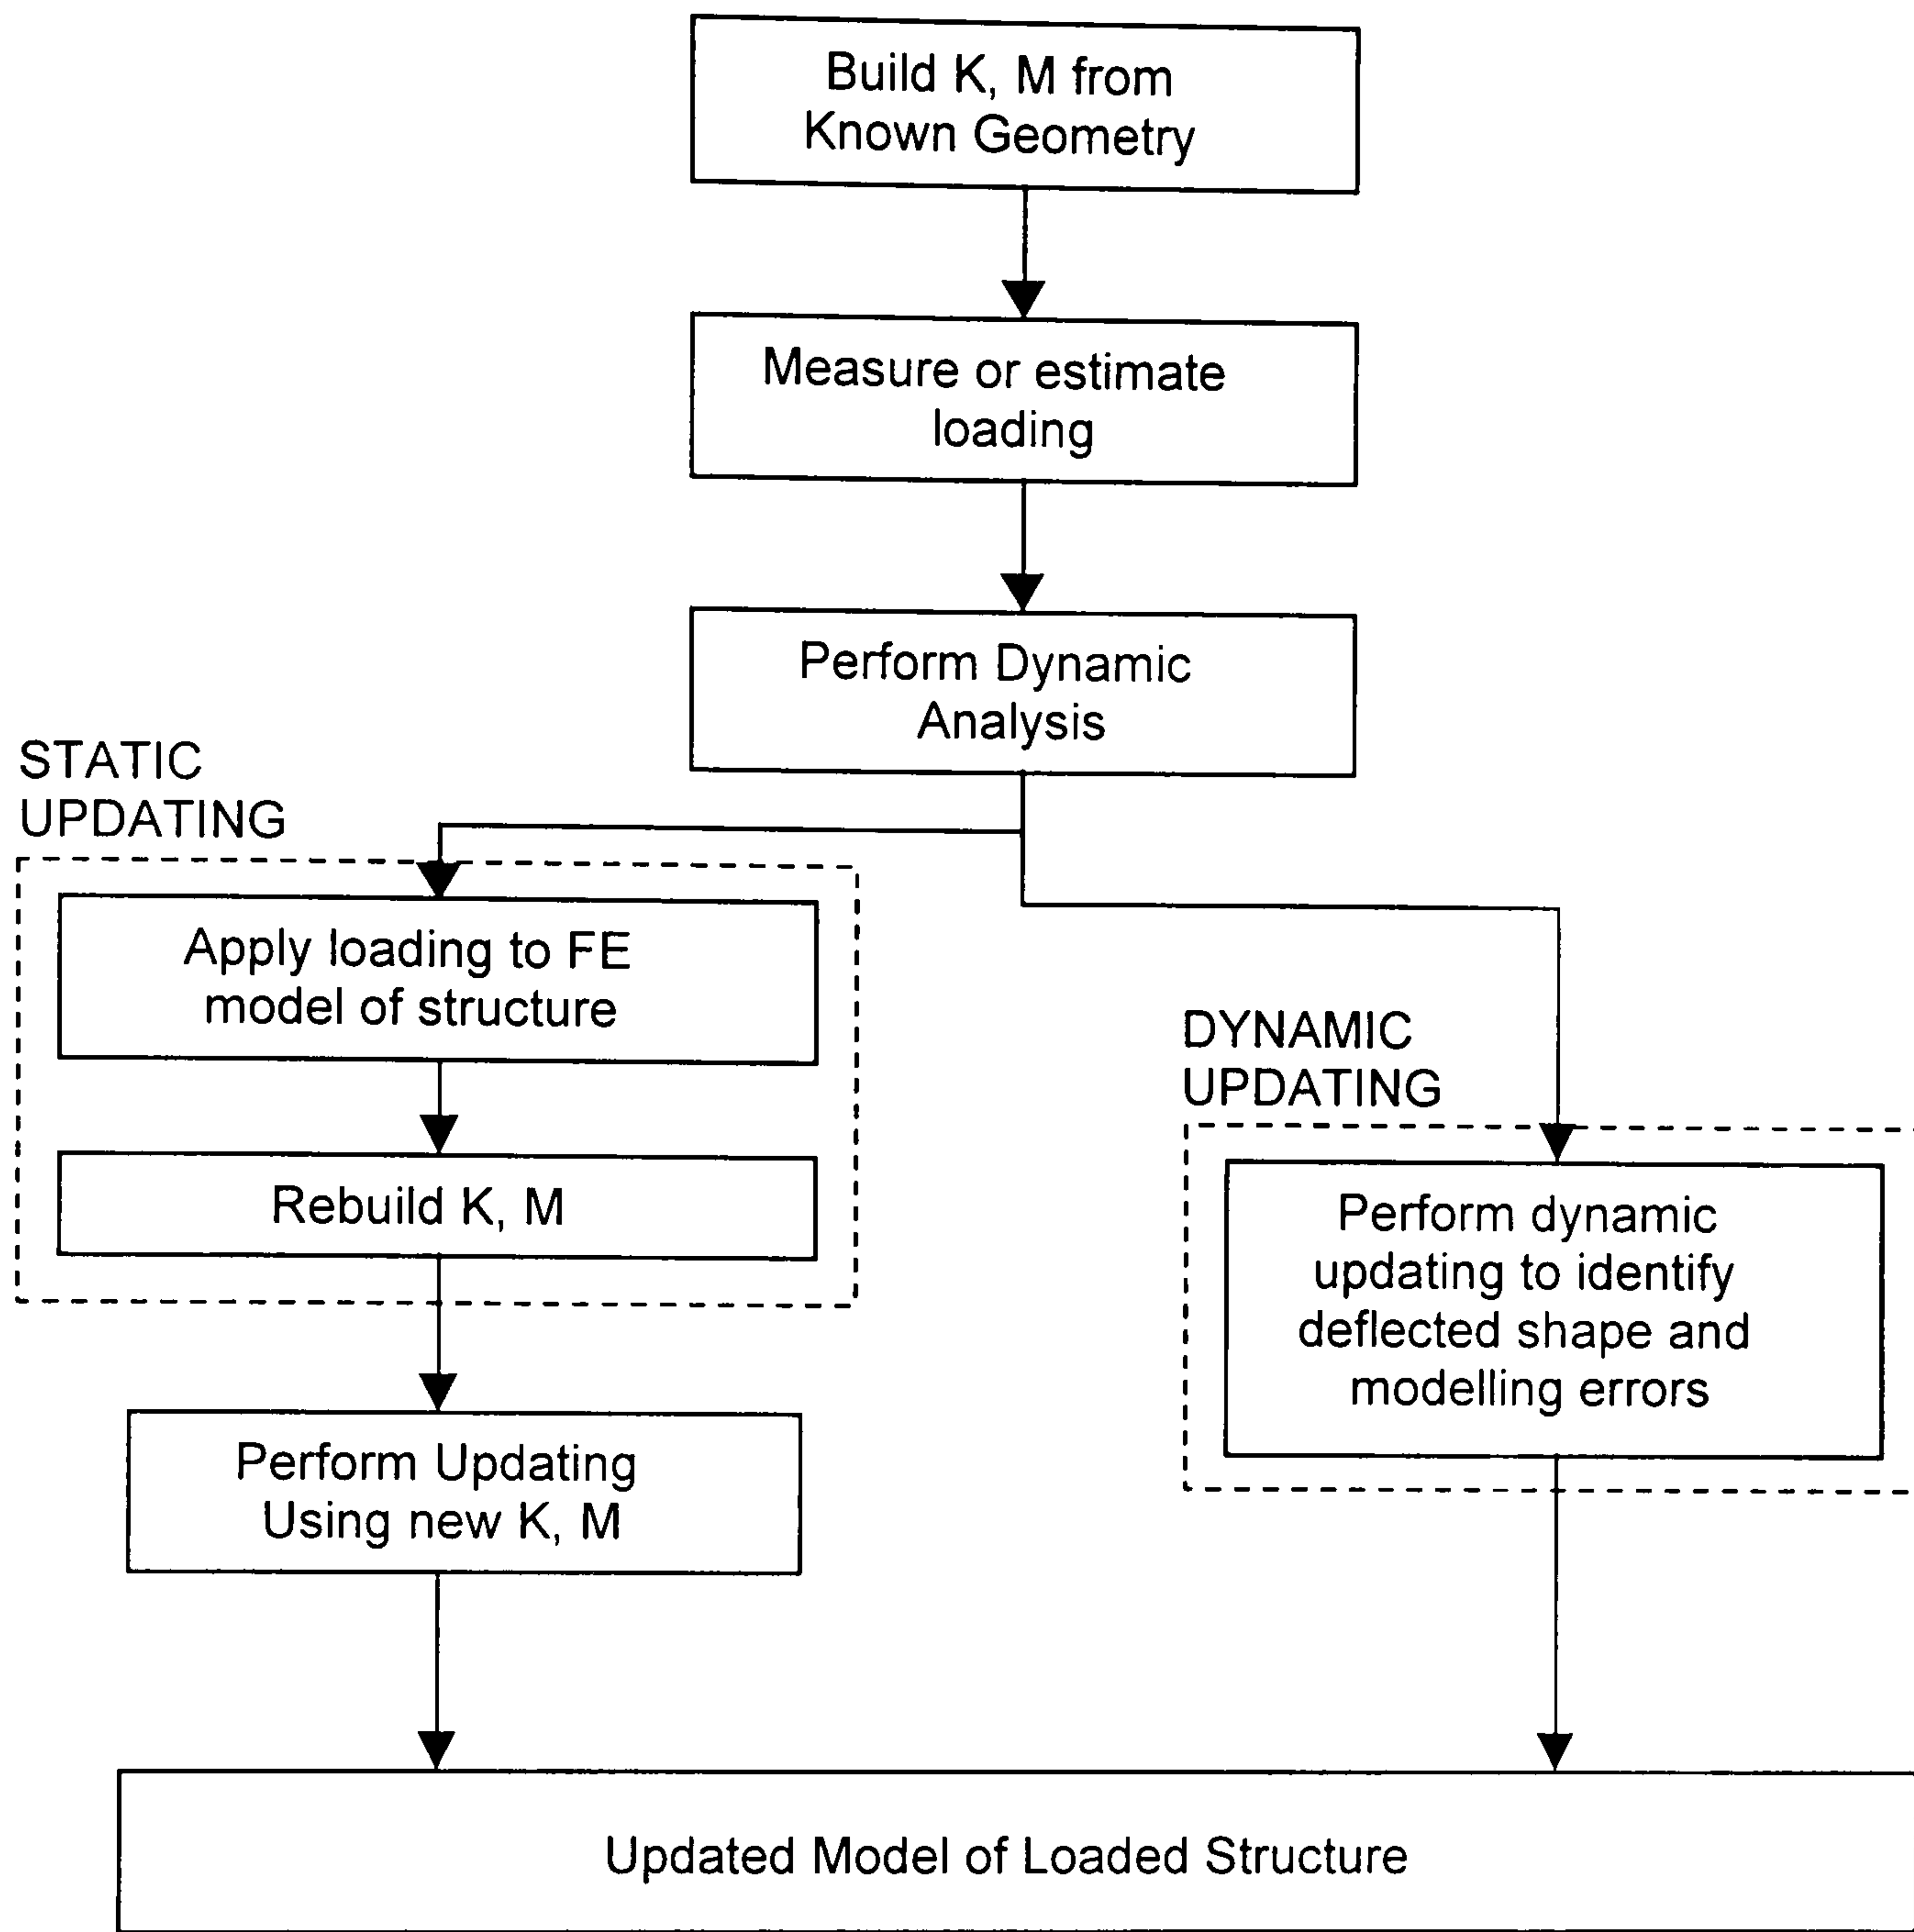 Build K, M from
Known Geometry
Measure or estimate
loading
Perform Dynamic
Analysis
STATIC
UPDATING
Apply loading to FE
model of structure
Rebuild K, M
Perform Updating
Using new K, M
DYNAMIC
UPDATING
Perform dynamic
updating to identify
deflected shape and
modelling errors
Updated Model of Loaded Structure